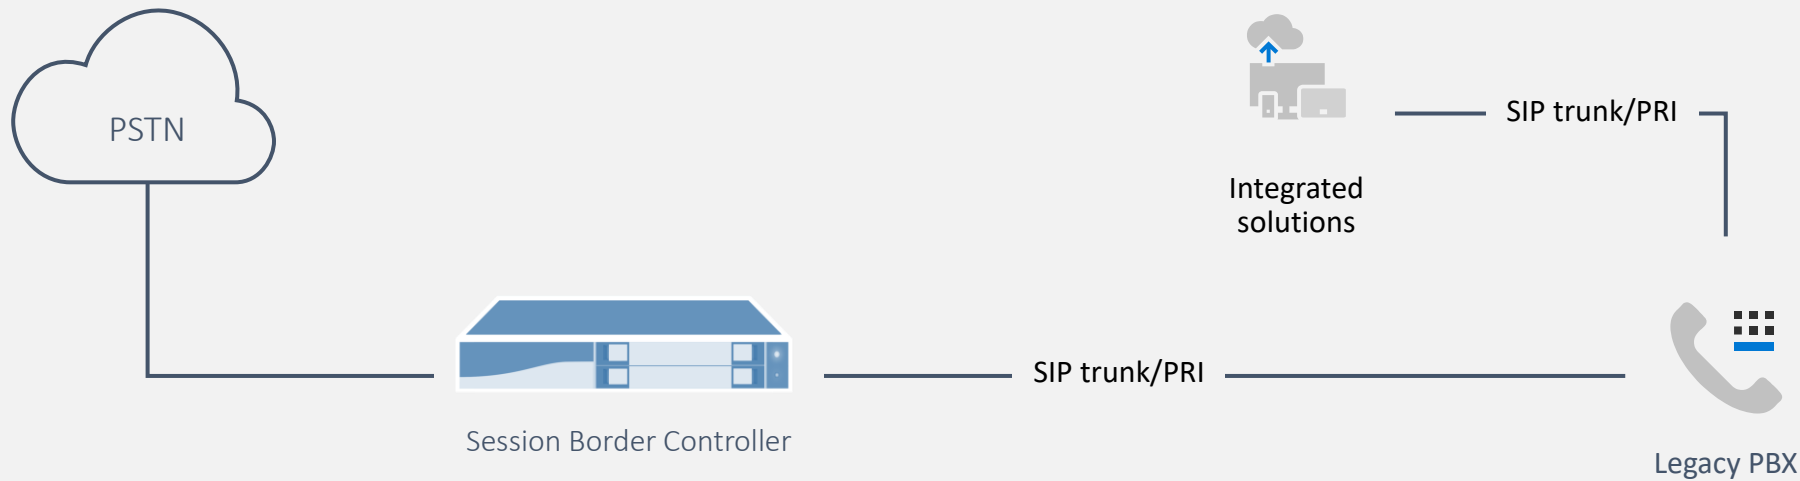 PSTN
SIP trunk/PRI
Integrated
solutions
SIP trunk/PRI
Session Border Controller
Legacy PBX